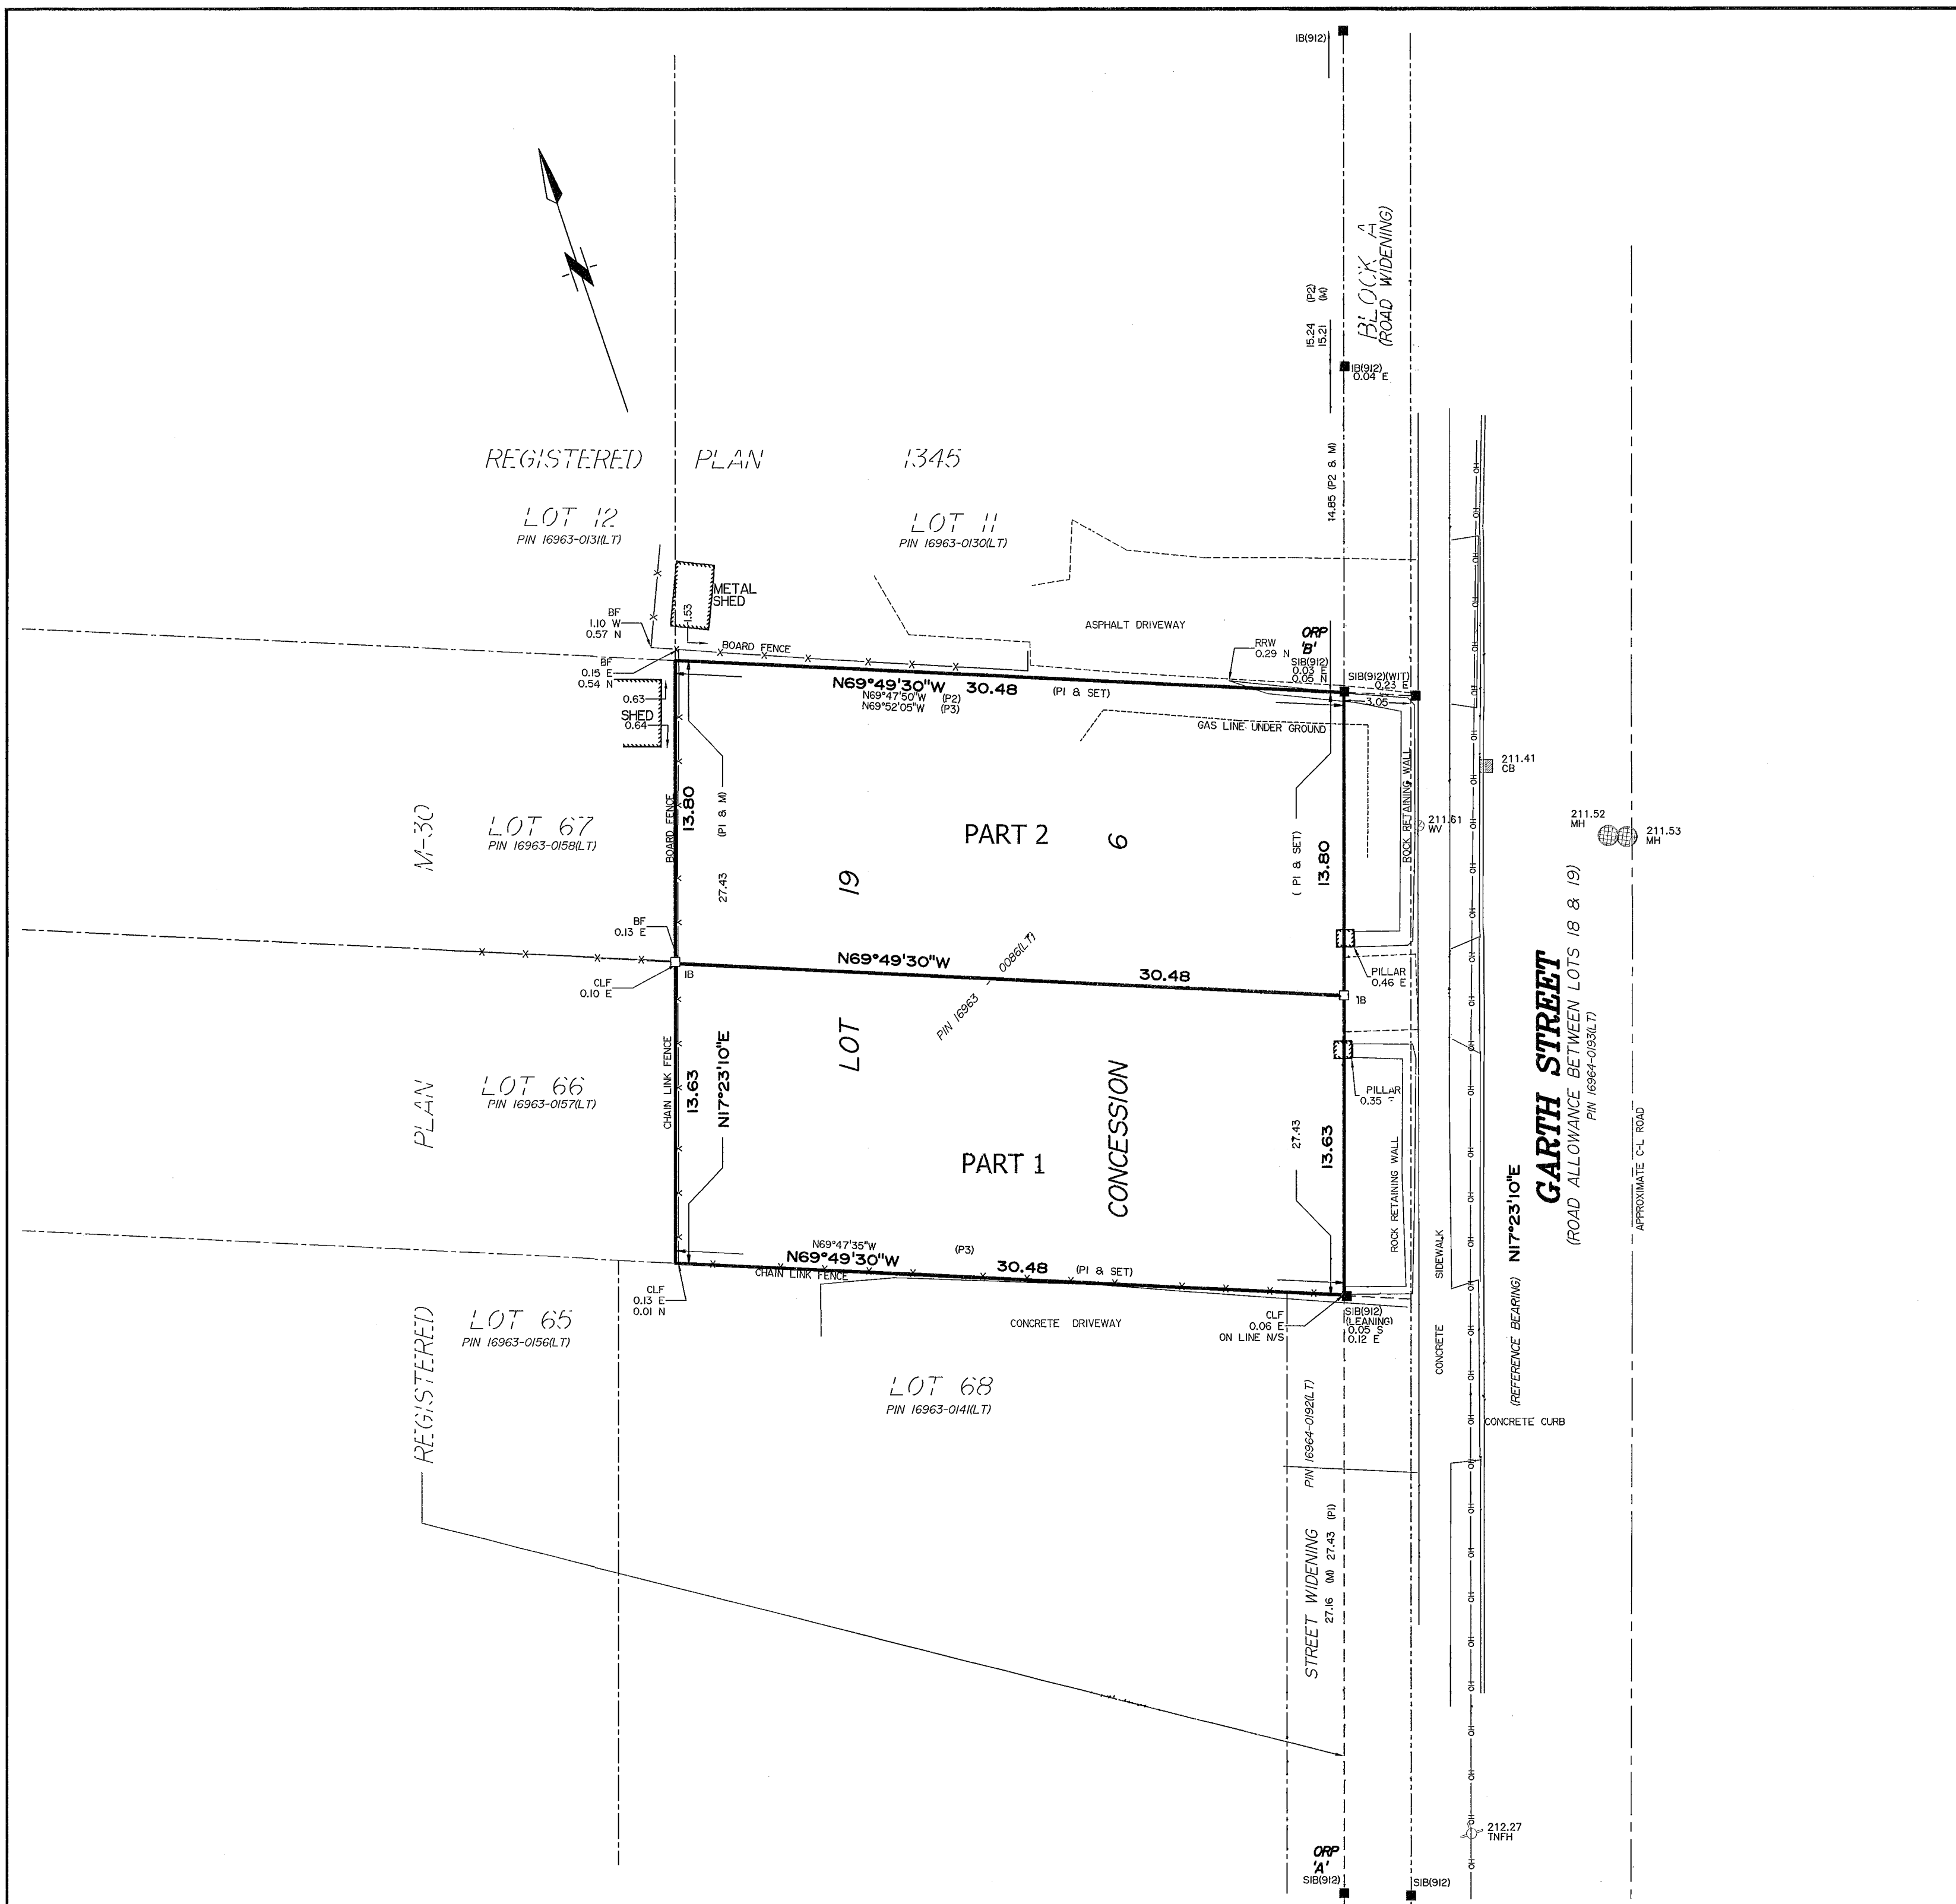 IB(912)
BLOCK A
(ROAD WIDENING)
15.24 (P2)
15.21 (M)
IB(912)
0.04 E
14.85 (P2 & M)
REGISTERED PLAN 1345
LOT 12
PIN 16963-0131(LT)
LOT 11
PIN 16963-0130(LT)
METAL
SHED
1.53
BF
1.10 W
0.57 N
BOARD FENCE
ASPHALT DRIVEWAY
RRW
0.29 N
ORP
'B'
SIB(912)
0.03 E
0.05 N
SIB(912)(WIT)
0.23 E
3.05
BF
0.15 E
0.54 N
N69°49'30"W 30.48 (P1 & SET)
N69°47'50"W (P2)
N69°52'05"W (P3)
0.63
SHED
0.64
GAS LINE UNDER GROUND
ROCK RETAINING WALL
211.41
CB
BOARD FENCE
13.80
27.43 (P1 & M)
(P1 & SET)
13.80
211.61
WV
211.52
MH
211.53
MH
M-30
LOT 67
PIN 16963-0158(LT)
PART 2
6
19
BF
0.13 E
CLF
0.10 E
IB
N69°49'30"W 30.48
PIN 16963 - 0086(LT)
PILLAR
0.46 E
IB
LOT
CONCESSION
PILLAR
0.35
CHAIN LINK FENCE
13.63
N17°23'10"E
PLAN
LOT 66
PIN 16963-0157(LT)
PART 1
27.43
13.63
ROCK RETAINING WALL
GARTH STREET
(ROAD ALLOWANCE BETWEEN LOTS 18 & 19)
PIN 16964-0193(LT)
APPROXIMATE C-L ROAD
(REFERENCE BEARING) N17°23'10"E
CONCRETE SIDEWALK
N69°47'35"W (P3)
N69°49'30"W 30.48 (P1 & SET)
CHAIN LINK FENCE
CLF
0.13 E
0.01 N
CONCRETE DRIVEWAY
CLF
0.06 E
ON LINE N/S
SIB(912)
(LEANING)
0.05 S
0.12 E
REGISTERED
LOT 65
PIN 16963-0156(LT)
LOT 68
PIN 16963-0141(LT)
CONCRETE CURB
STREET WIDENING PIN 16964-0192(LT)
27.16 (M) 27.43 (P1)
212.27
TNFH
ORP
'A'
SIB(912)
SIB(912)